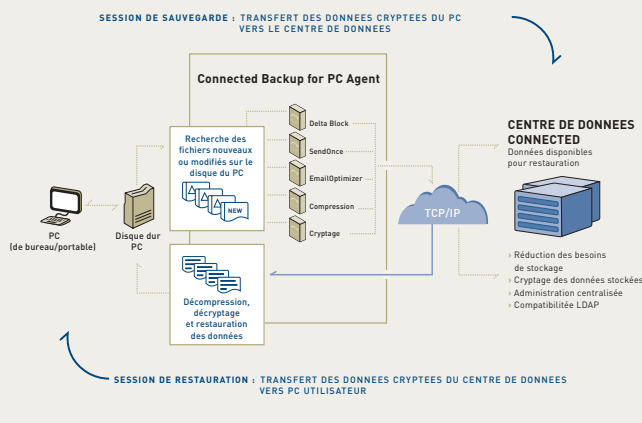 SESSION DE SAUVEGARDE : TRANSFERT DES DONNEES CRYPTEES DU PC
VERS LE CENTRE DE DONNEES
Connected Backup for PC Agent
Recherche des
fichiers nouveaux
ou modifiés sur le
disque du PC
NEW
Delta Block
SendOnce
EmailOptimizer
Compression
Cryptage
PC
(de bureau/portable)
Disque dur
PC
Décompression,
décryptage
et restauration
des données
TCP/IP
CENTRE DE DONNEES
CONNECTED
Données disponibles
pour restauration
› Réduction des besoins
de stockage
› Cryptage des données stockées
› Administration centralisée
› Compatibilitée LDAP
SESSION DE RESTAURATION : TRANSFERT DES DONNEES CRYPTEES DU CENTRE DE DONNEES
VERS PC UTILISATEUR